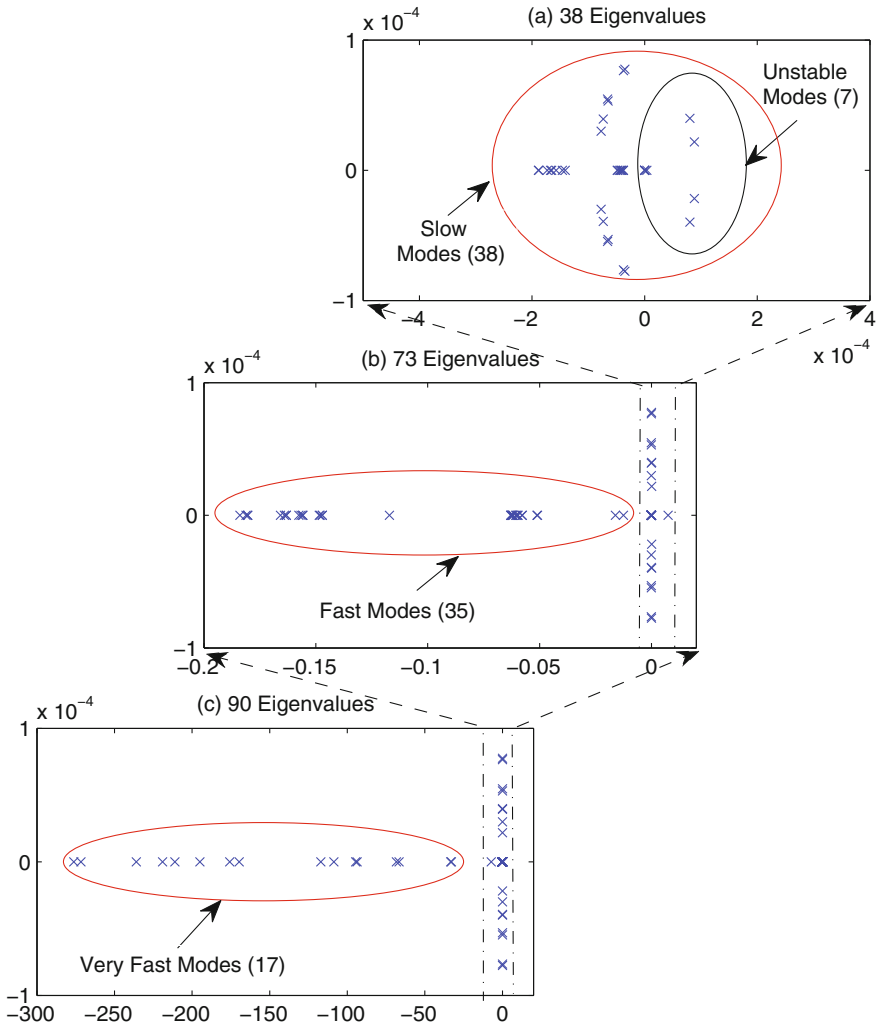 (a) 38 Eigenvalues
x 10⁻⁴
1
0
−1
Unstable
Modes (7)
Slow
Modes (38)
−5
−2
0
2
4
x 10⁻⁴
(b) 73 Eigenvalues
x 10⁻⁴
1
0
−1
Fast Modes (35)
−0.2
−0.15
−0.1
−0.05
0
(c) 90 Eigenvalues
x 10⁻⁴
1
0
−1
Very Fast Modes (17)
−300
−250
−200
−150
−100
−50
0